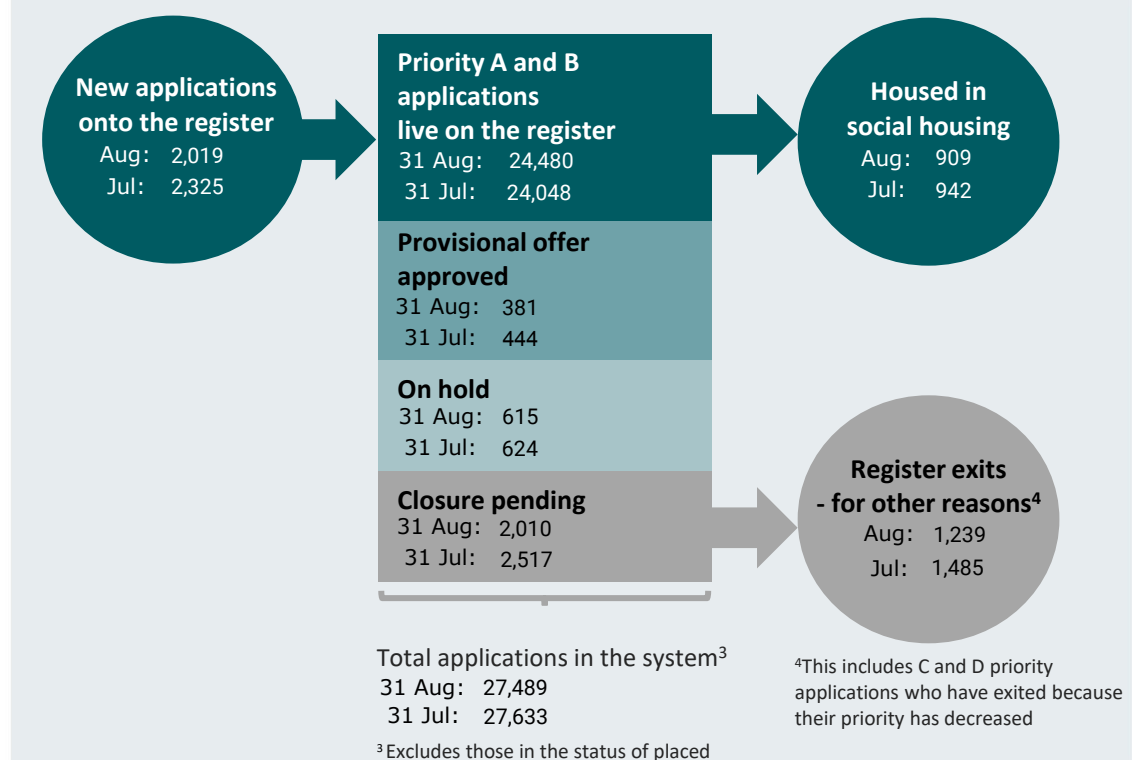 New applications
onto the register
Aug: 2,019
Jul: 2,325
Priority A and B
applications
live on the register
31 Aug: 24,480
31 Jul: 24,048
Housed in
social housing
Aug: 909
Jul: 942
Provisional offer
approved
31 Aug: 381
31 Jul: 444
On hold
31 Aug: 615
31 Jul: 624
Closure pending
31 Aug: 2,010
31 Jul: 2,517
Register exits
- for other reasons⁴
Aug: 1,239
Jul: 1,485
Total applications in the system³
31 Aug: 27,489
31 Jul: 27,633
³ Excludes those in the status of placed
⁴This includes C and D priority
applications who have exited because
their priority has decreased